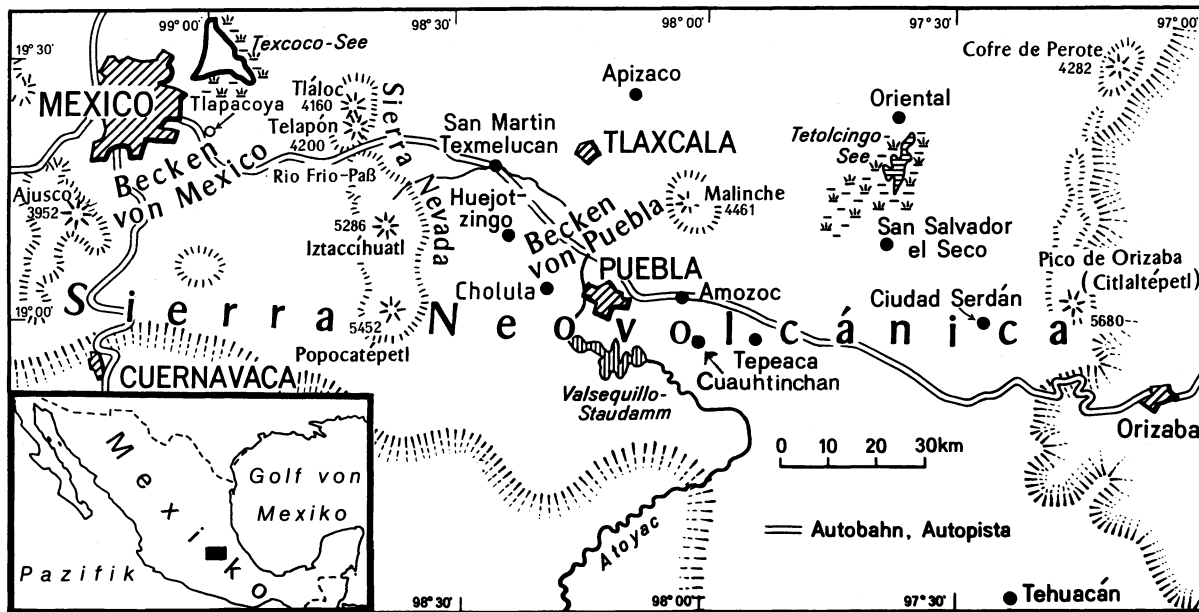 99°00'
98°30'
98°00'
97°30'
97°00'
19°30'
Texcoco-See
Cofre de Perote
4282
Tláloc
4160
Apizaco
Oriental
MEXICO
Tlapacoya
Telapón
4200
Sierra Nevada
San Martin
Texmelucan
TLAXCALA
Tetolcingo-
See
Becken
von Mexico
Rio Frio-Paß
Ajusco
3952
Huejot-
zingo
Becken
von Puebla
Malinche
4461
5286
Iztaccihuatl
San Salvador
el Seco
Pico de Orizaba
(Citlaltépetl)
PUEBLA
Cholula
Amozoc
Ciudad Serdán
19°00'
Sierra Neovolcánica
5452
5680
Popocatépetl
Tepeaca
Cuauhtinchan
CUERNAVACA
Valsequillo-
Staudamm
Orizaba
0 10 20 30km
Mexiko
Golf von
Mexiko
Pazifik
Atoyac
Autobahn, Autopista
Tehuacán
98°30'
98°00'
97°30'